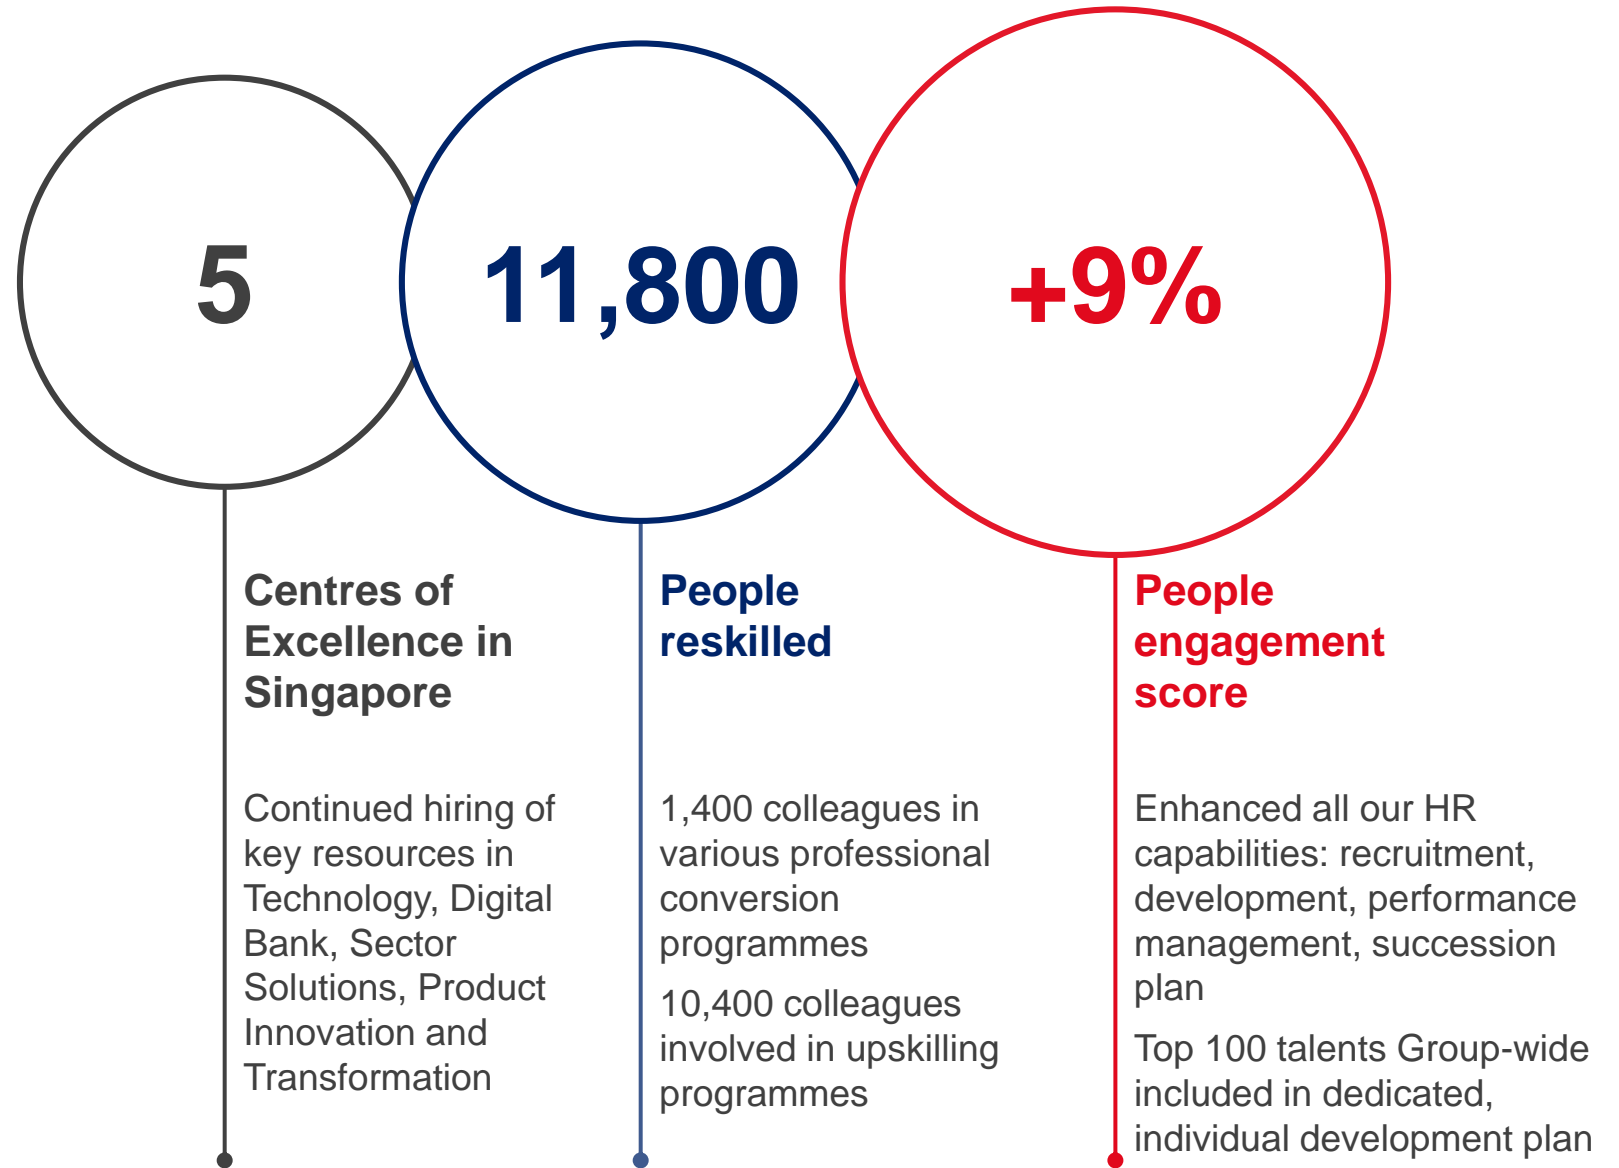 5
11,800
+9%
Centres of
Excellence in
Singapore
Continued hiring of
key resources in
Technology, Digital
Bank, Sector
Solutions, Product
Innovation and
Transformation
People
reskilled
1,400 colleagues in
various professional
conversion
programmes
10,400 colleagues
involved in upskilling
programmes
People
engagement
score
Enhanced all our HR
capabilities: recruitment,
development, performance
management, succession
plan
Top 100 talents Group-wide
included in dedicated,
individual development plan